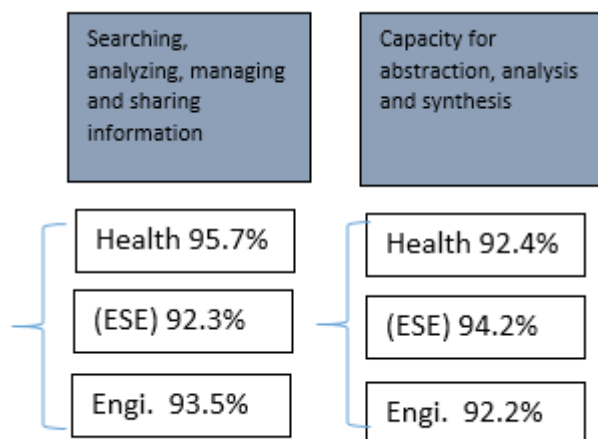 Searching,
analyzing, managing
and sharing
information
Capacity for
abstraction, analysis
and synthesis
Health 95.7%
(ESE) 92.3%
Engi. 93.5%
Health 92.4%
(ESE) 94.2%
Engi. 92.2%